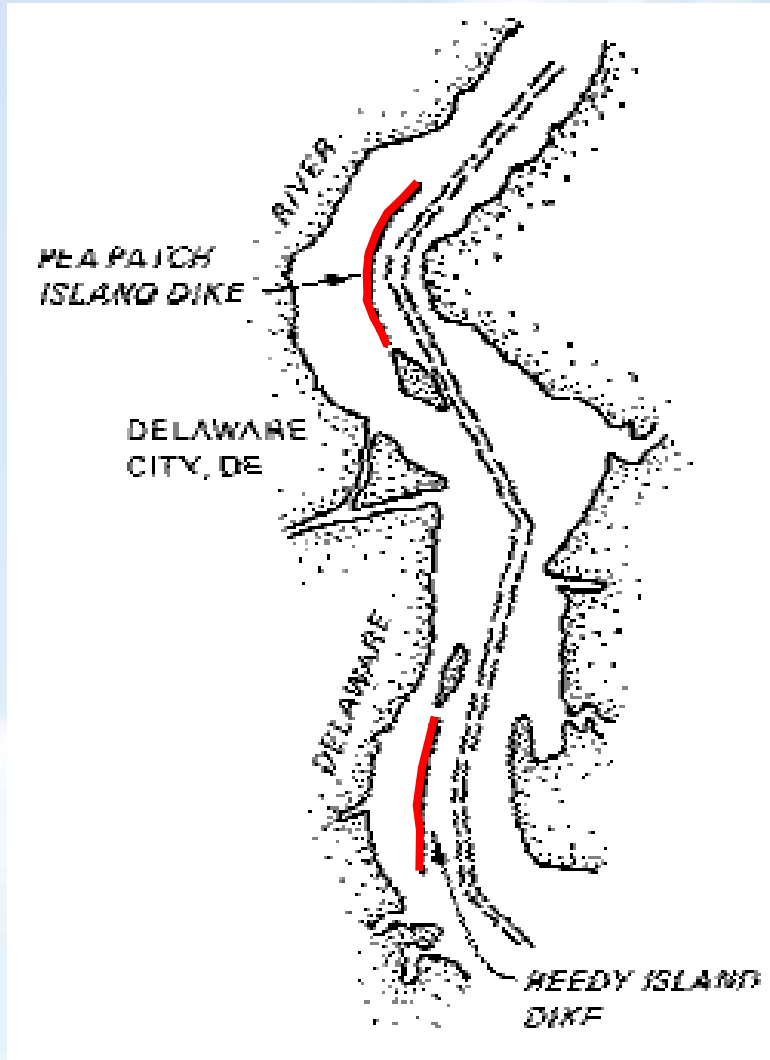 RIVER
PEA PATCH
ISLAND DIKE
DELAWARE
CITY, DE
DELAWARE
REEDY ISLAND
DIKE